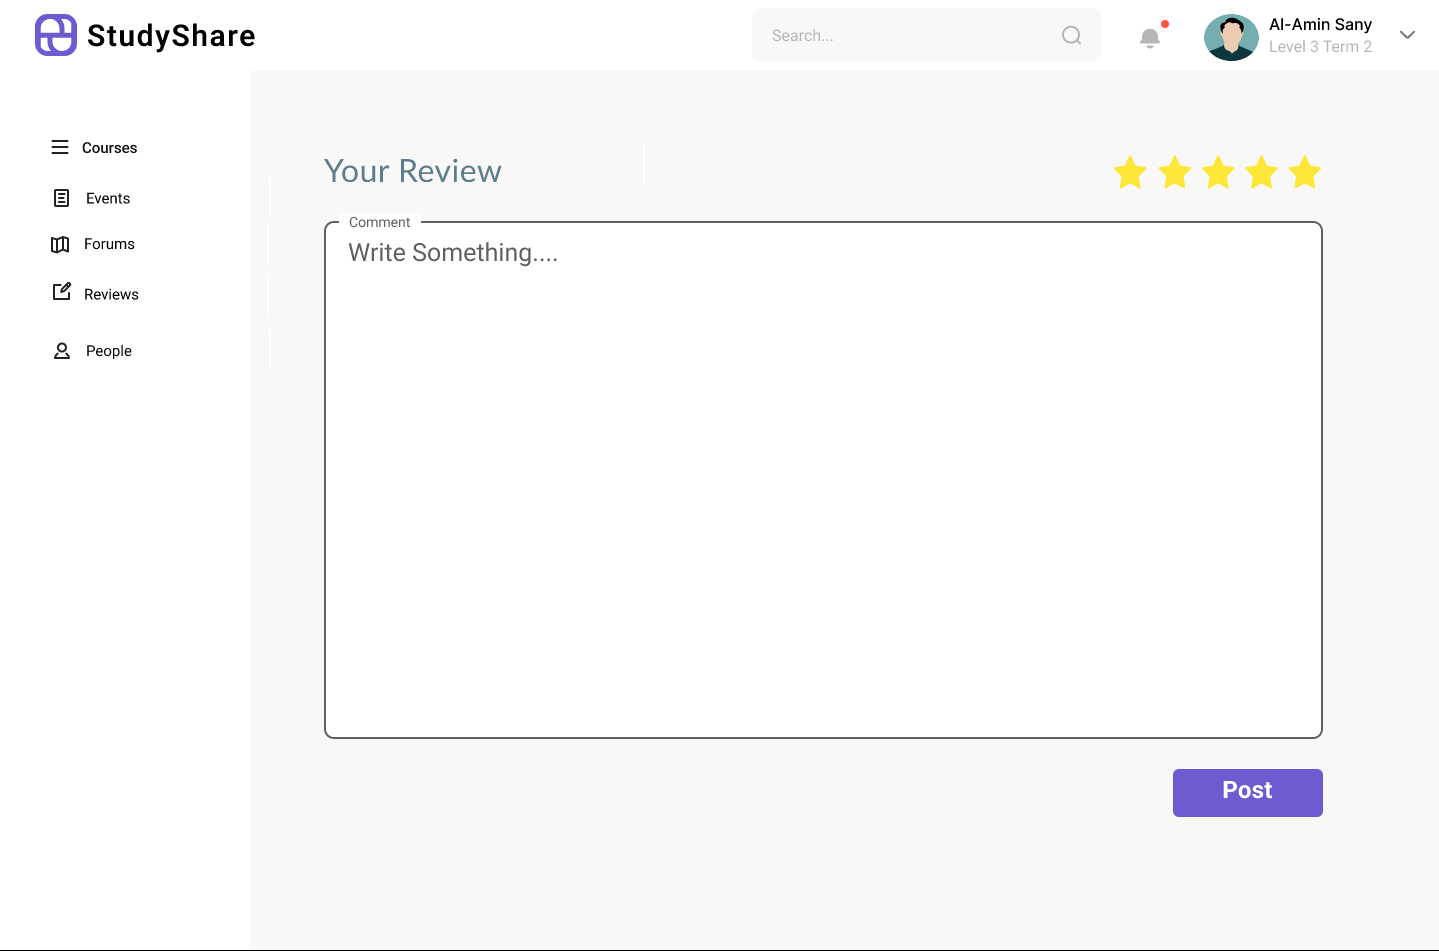 StudyShare
Search...
Al-Amin Sany
Level 3 Term 2
Courses
Events
Forums
Reviews
People
Your Review
Comment
Write Something....
Post